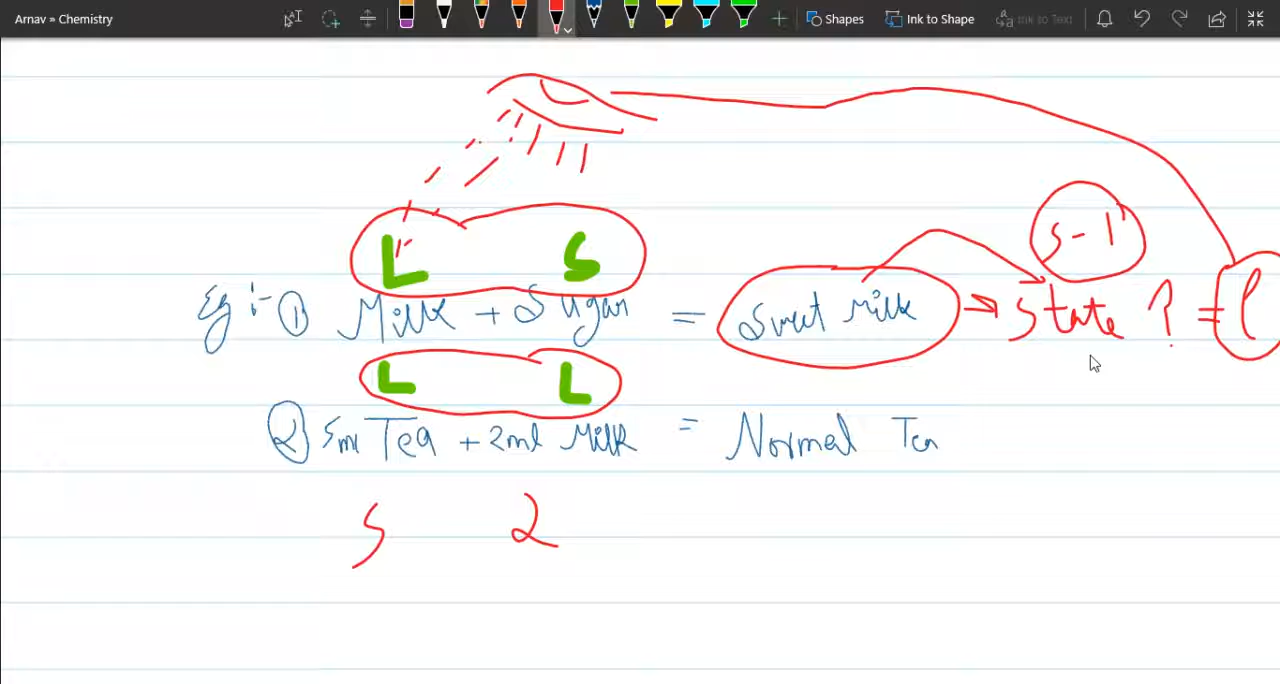 Arnav » Chemistry
Shapes
Ink to Shape
Ink to Text
s-1
L S
Eg :- ① Milk + Sugar = Sweet Milk → State ? = l
L L
② 5ml Tea + 2ml Milk = Normal Tea
5 2